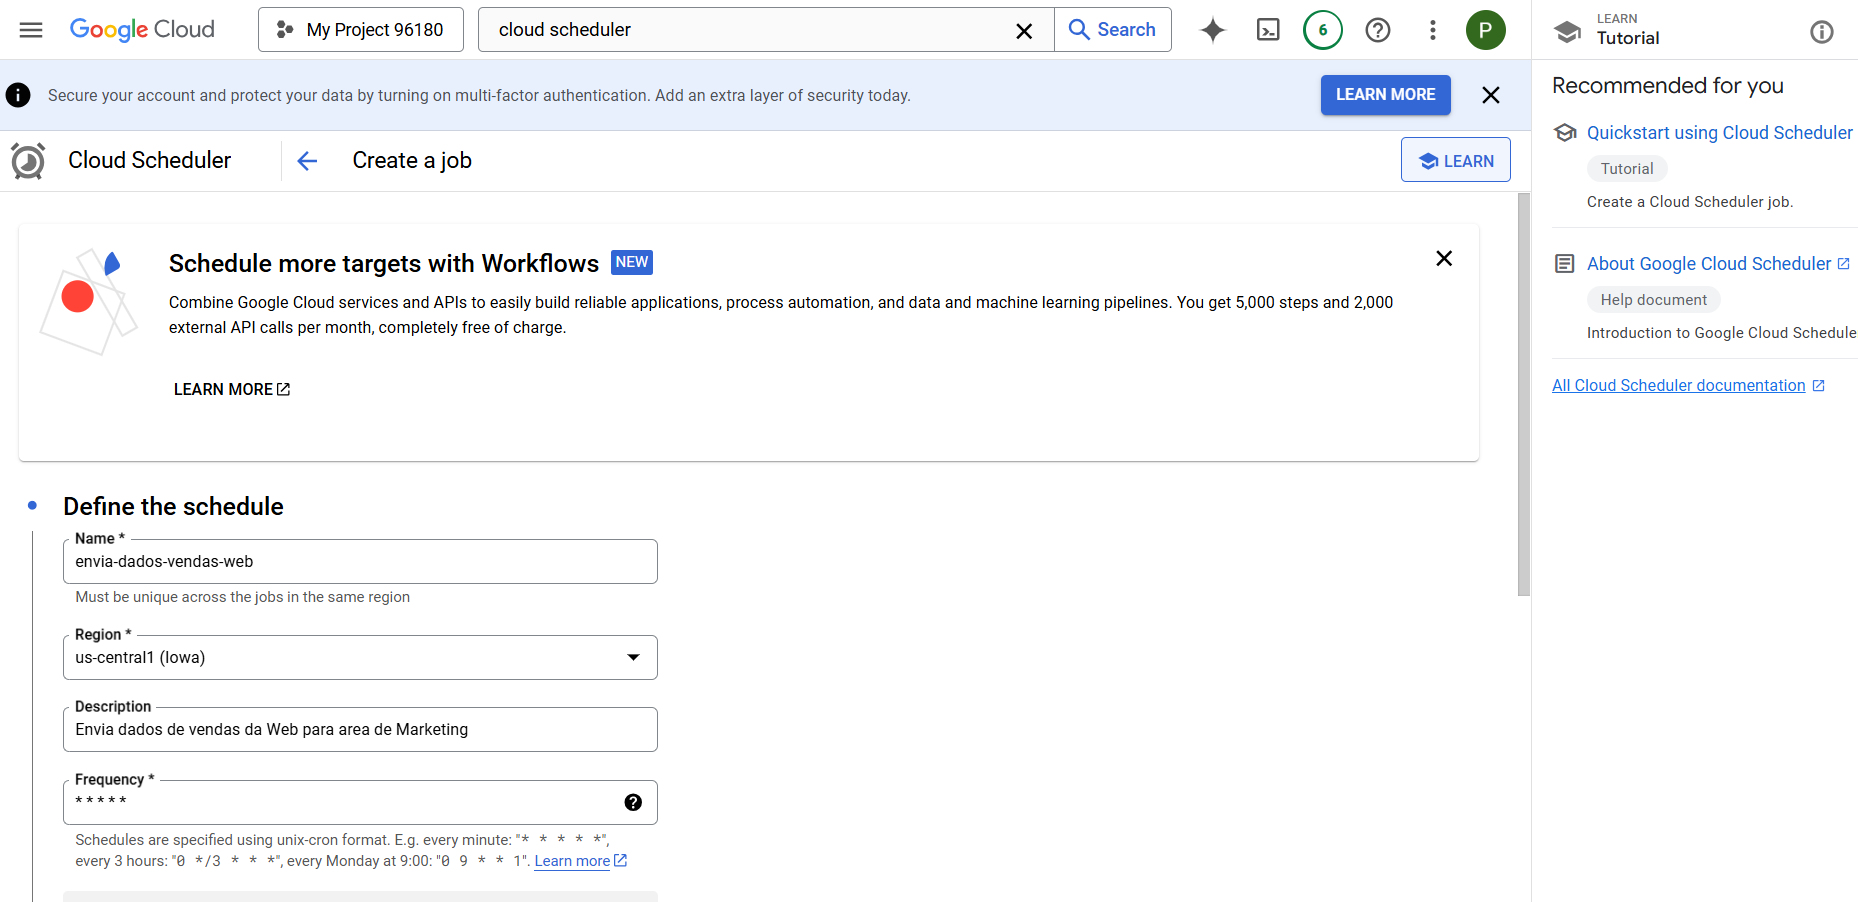 Google Cloud
My Project 96180
cloud scheduler
Search
6
P
LEARN
Tutorial
Secure your account and protect your data by turning on multi-factor authentication. Add an extra layer of security today.
LEARN MORE
Cloud Scheduler
Create a job
LEARN
Schedule more targets with Workflows NEW
Combine Google Cloud services and APIs to easily build reliable applications, process automation, and data and machine learning pipelines. You get 5,000 steps and 2,000
external API calls per month, completely free of charge.
LEARN MORE
Define the schedule
Name *
envia-dados-vendas-web
Must be unique across the jobs in the same region
Region *
us-central1 (Iowa)
Description
Envia dados de vendas da Web para area de Marketing
Frequency *
* * * * *
Schedules are specified using unix-cron format. E.g. every minute: "* * * * *",
every 3 hours: "0 */3 * * *", every Monday at 9:00: "0 9 * * 1". Learn more
Recommended for you
Quickstart using Cloud Scheduler
Tutorial
Create a Cloud Scheduler job.
About Google Cloud Scheduler
Help document
Introduction to Google Cloud Schedule
All Cloud Scheduler documentation